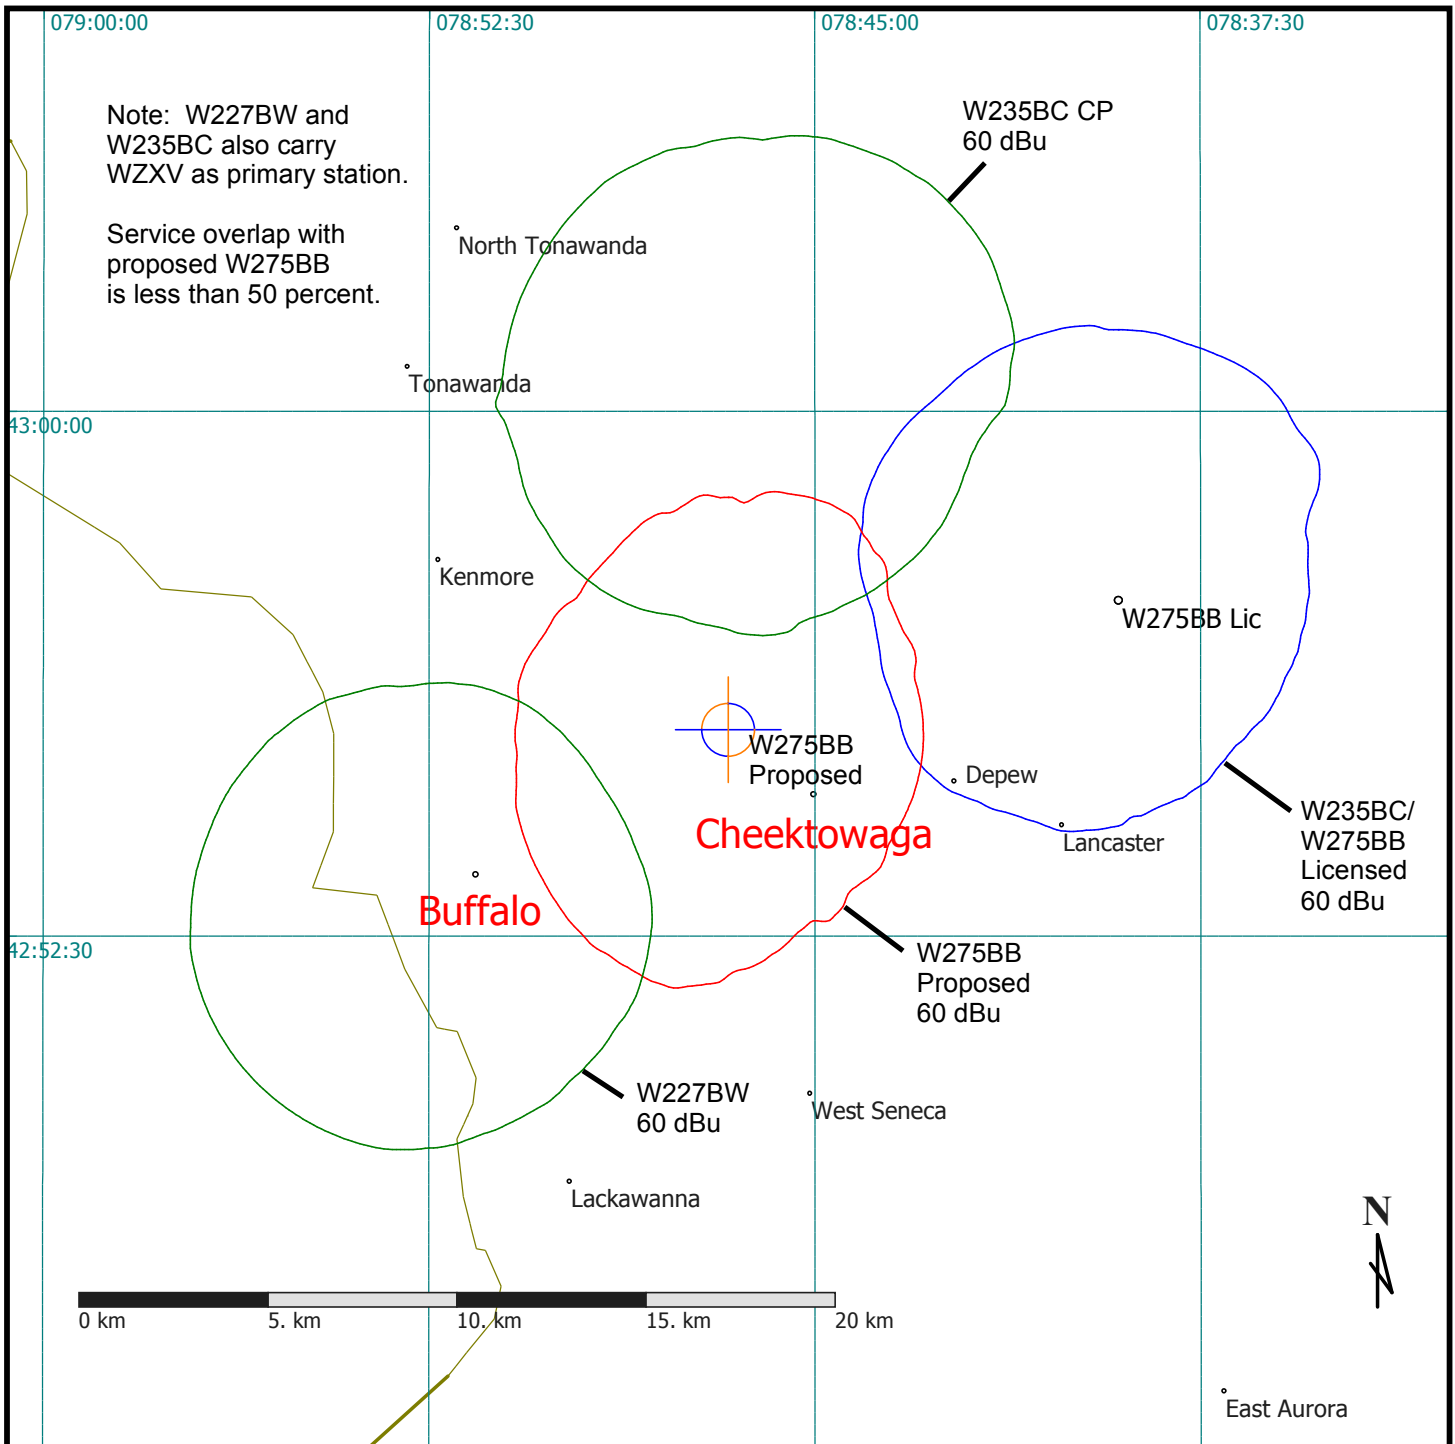 079:00:00
078:52:30
078:45:00
078:37:30
Note: W227BW and
W235BC also carry
WZXV as primary station.
Service overlap with
proposed W275BB
is less than 50 percent.
W235BC CP
60 dBu
North Tonawanda
Tonawanda
43:00:00
Kenmore
W275BB Lic
W275BB
Proposed
Depew
Cheektowaga
Lancaster
W235BC/
W275BB
Licensed
60 dBu
Buffalo
42:52:30
W275BB
Proposed
60 dBu
W227BW
60 dBu
West Seneca
Lackawanna
N
0 km
5. km
10. km
15. km
20 km
East Aurora